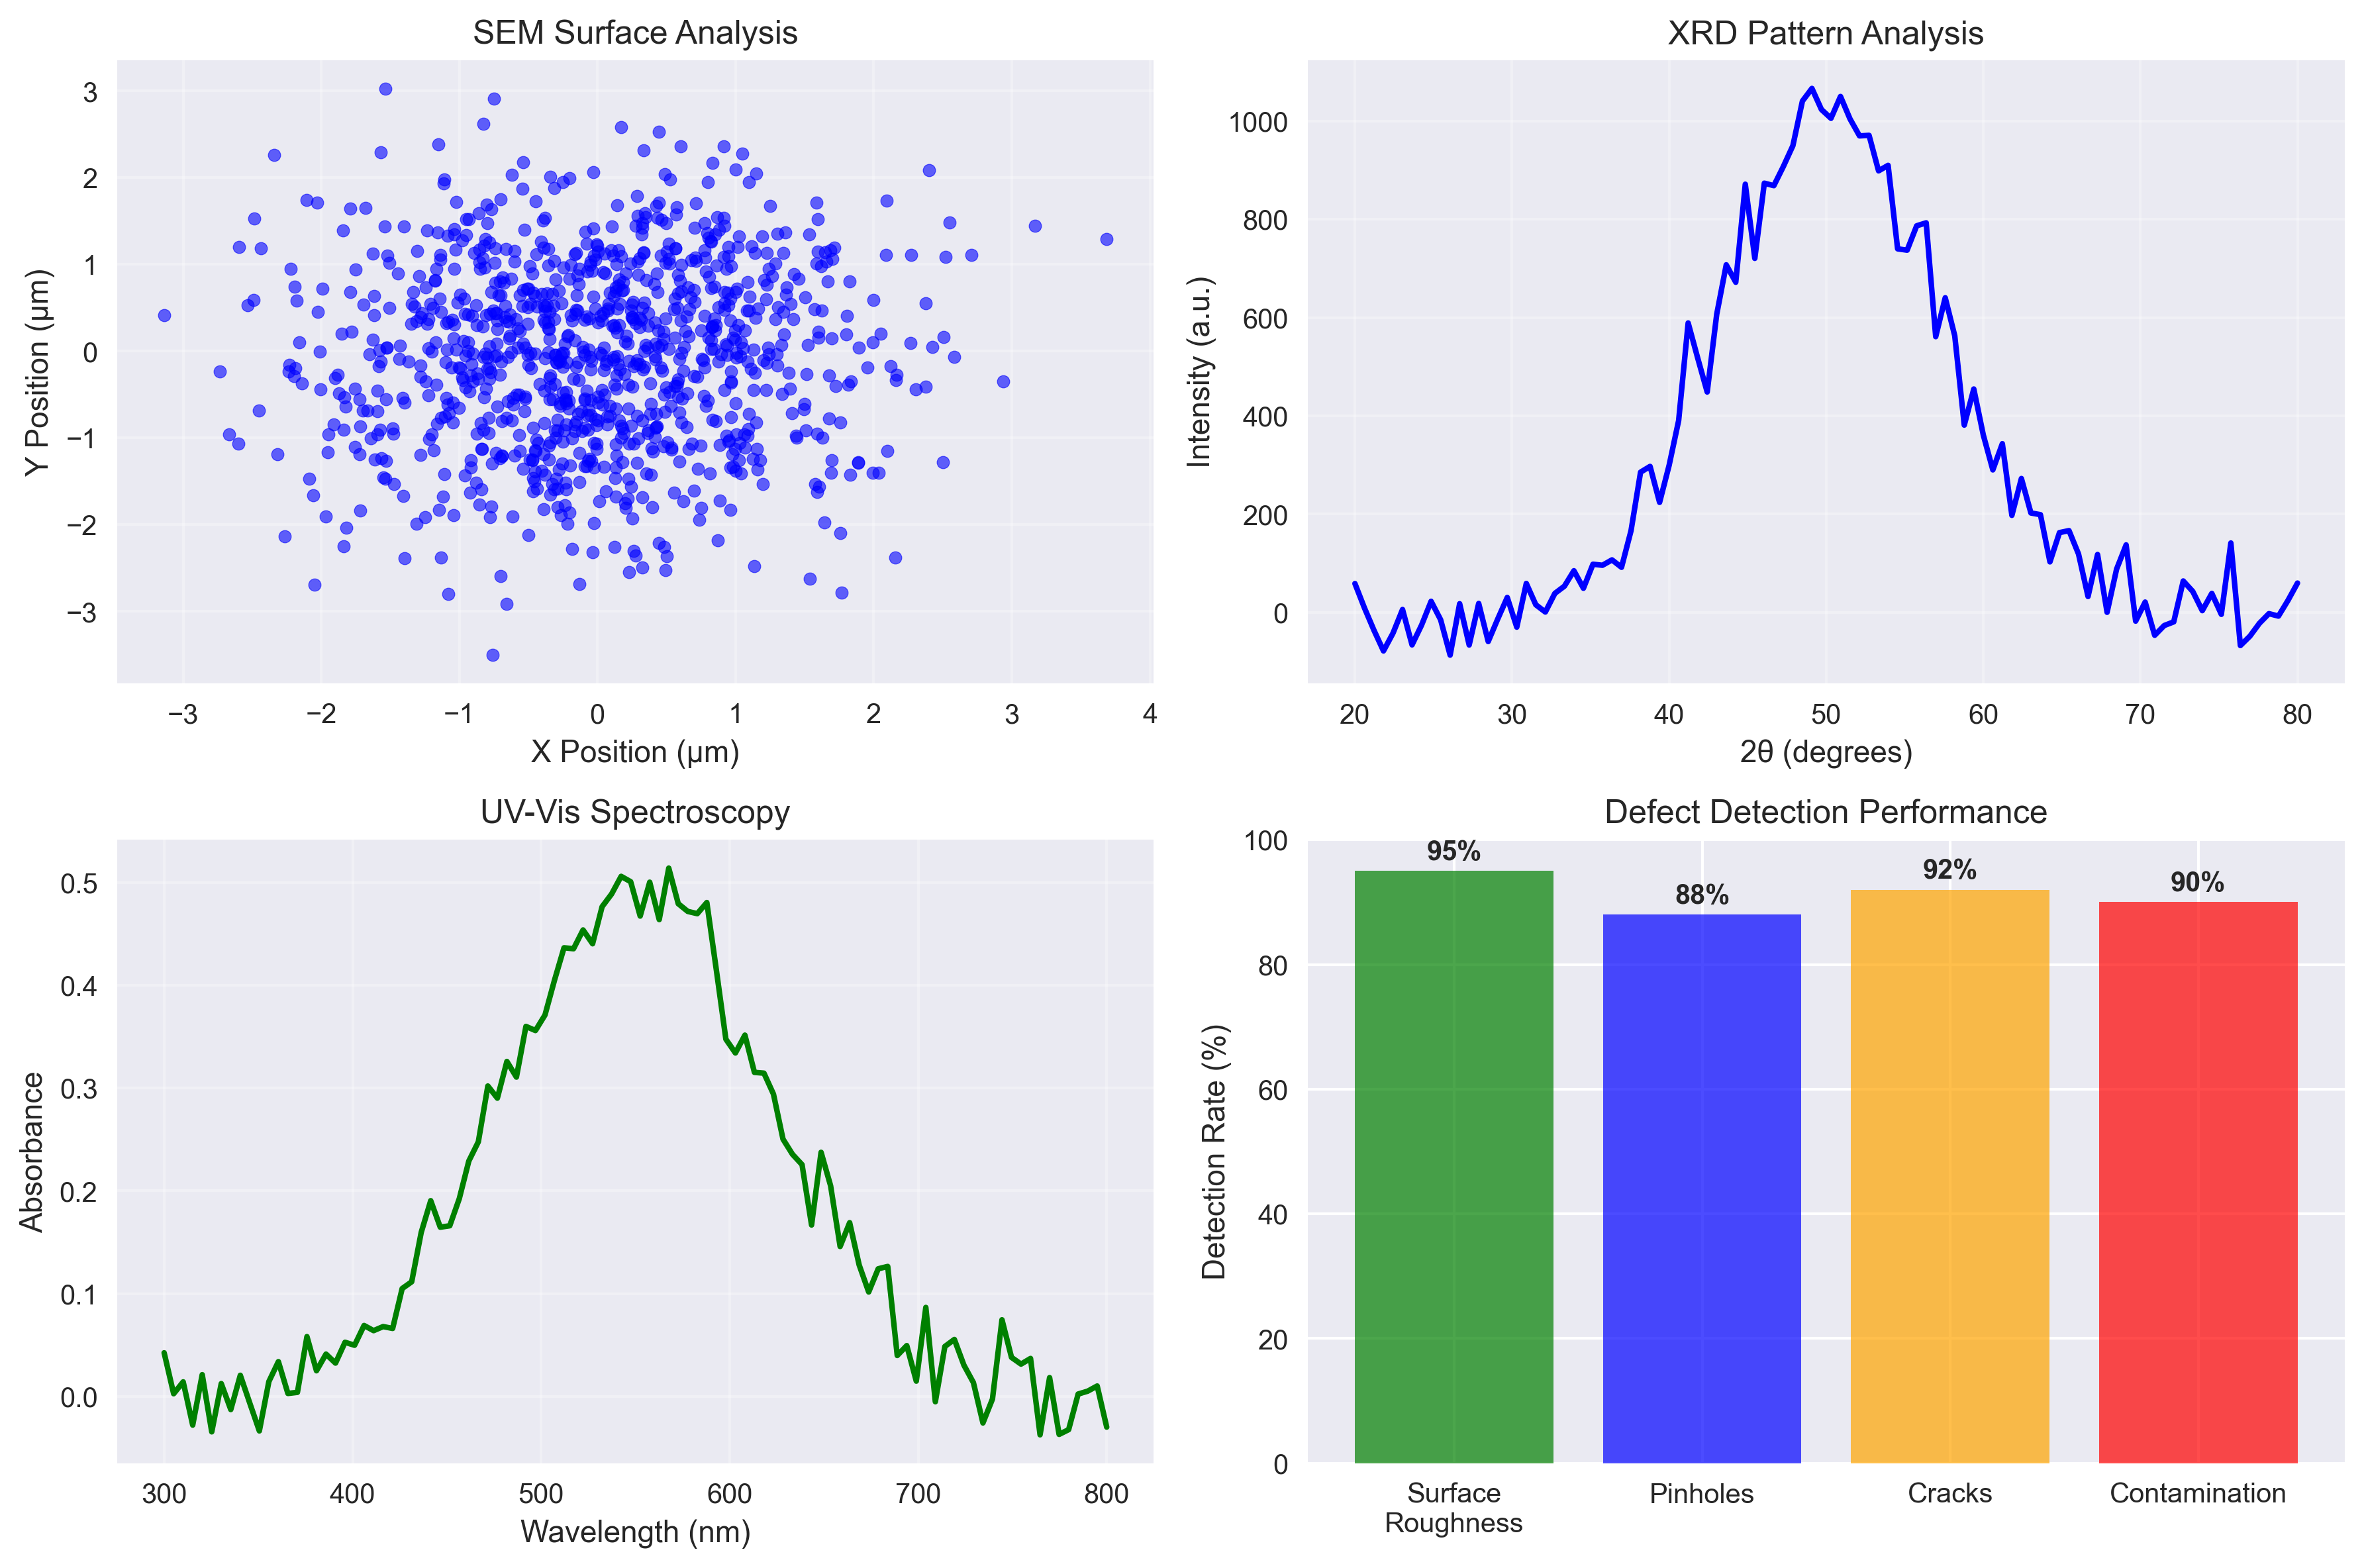 SEM Surface Analysis
3
2
1
0
−1
−2
−3
Y Position (μm)
−3 −2 −1 0 1 2 3 4
X Position (μm)
XRD Pattern Analysis
1000
800
600
400
200
0
Intensity (a.u.)
20 30 40 50 60 70 80
2θ (degrees)
UV-Vis Spectroscopy
0.5
0.4
0.3
0.2
0.1
0.0
Absorbance
300 400 500 600 700 800
Wavelength (nm)
Defect Detection Performance
100
80
60
40
20
0
Detection Rate (%)
95% 88% 92% 90%
Surface
Roughness
Pinholes
Cracks
Contamination